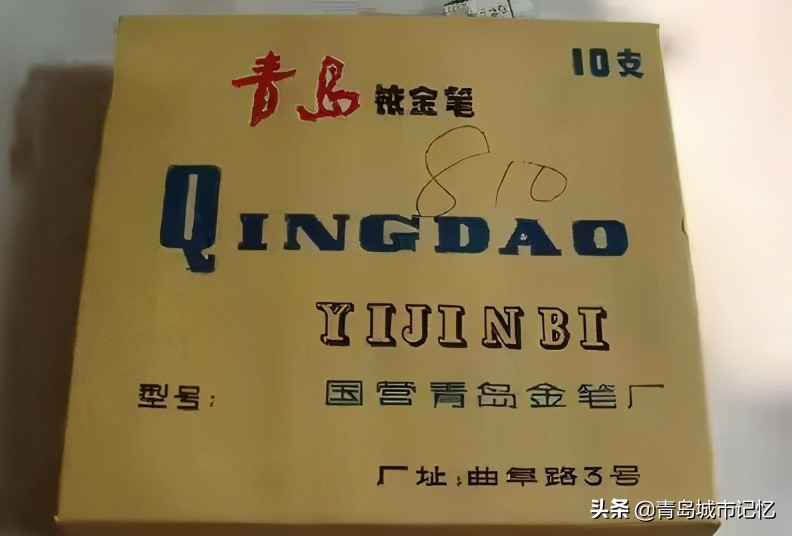 10支
青岛 铱金笔
810
QINGDAO
YIJINBI
型号: 国营青岛金笔厂
厂址:曲阜路3号
头条 @青岛城市记忆